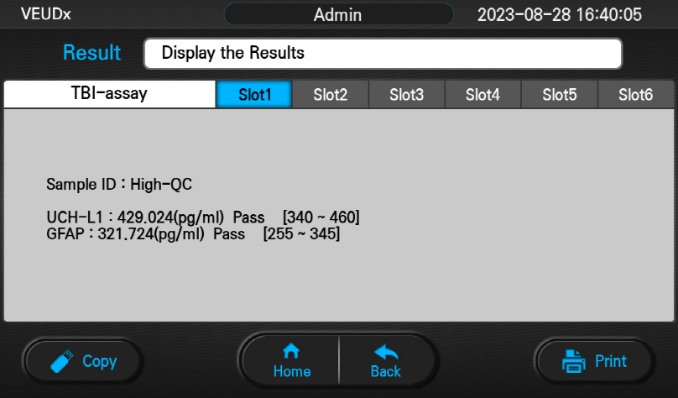 VEUDx Admin 2023-08-28 16:40:05
Result Display the Results
TBI-assay Slot1 Slot2 Slot3 Slot4 Slot5 Slot6
Sample ID : High-QC
UCH-L1 : 429.024(pg/ml) Pass [340 ~ 460]
GFAP : 321.724(pg/ml) Pass [255 ~ 345]
Copy Home Back Print